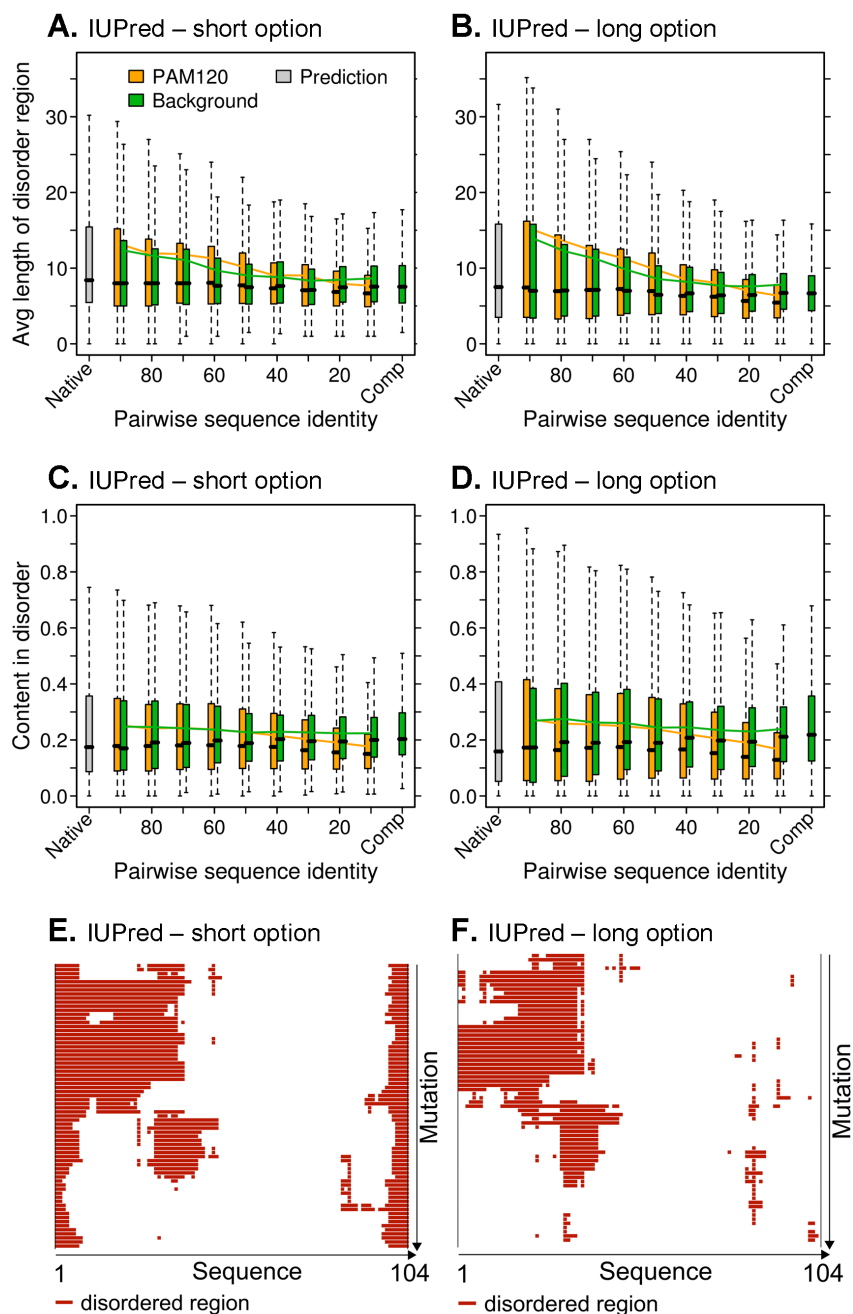 A. IUPred – short option
B. IUPred – long option
PAM120
Background
Prediction
Avg length of disorder region
30
20
10
0
30
20
10
0
Native
80
60
40
20
Comp
Native
80
60
40
20
Comp
Pairwise sequence identity
Pairwise sequence identity
C. IUPred – short option
D. IUPred – long option
Content in disorder
1.0
0.8
0.6
0.4
0.2
0.0
1.0
0.8
0.6
0.4
0.2
0.0
Native
80
60
40
20
Comp
Native
80
60
40
20
Comp
Pairwise sequence identity
Pairwise sequence identity
E. IUPred – short option
F. IUPred – long option
Mutation
Mutation
1 Sequence 104
1 Sequence 104
disordered region
disordered region